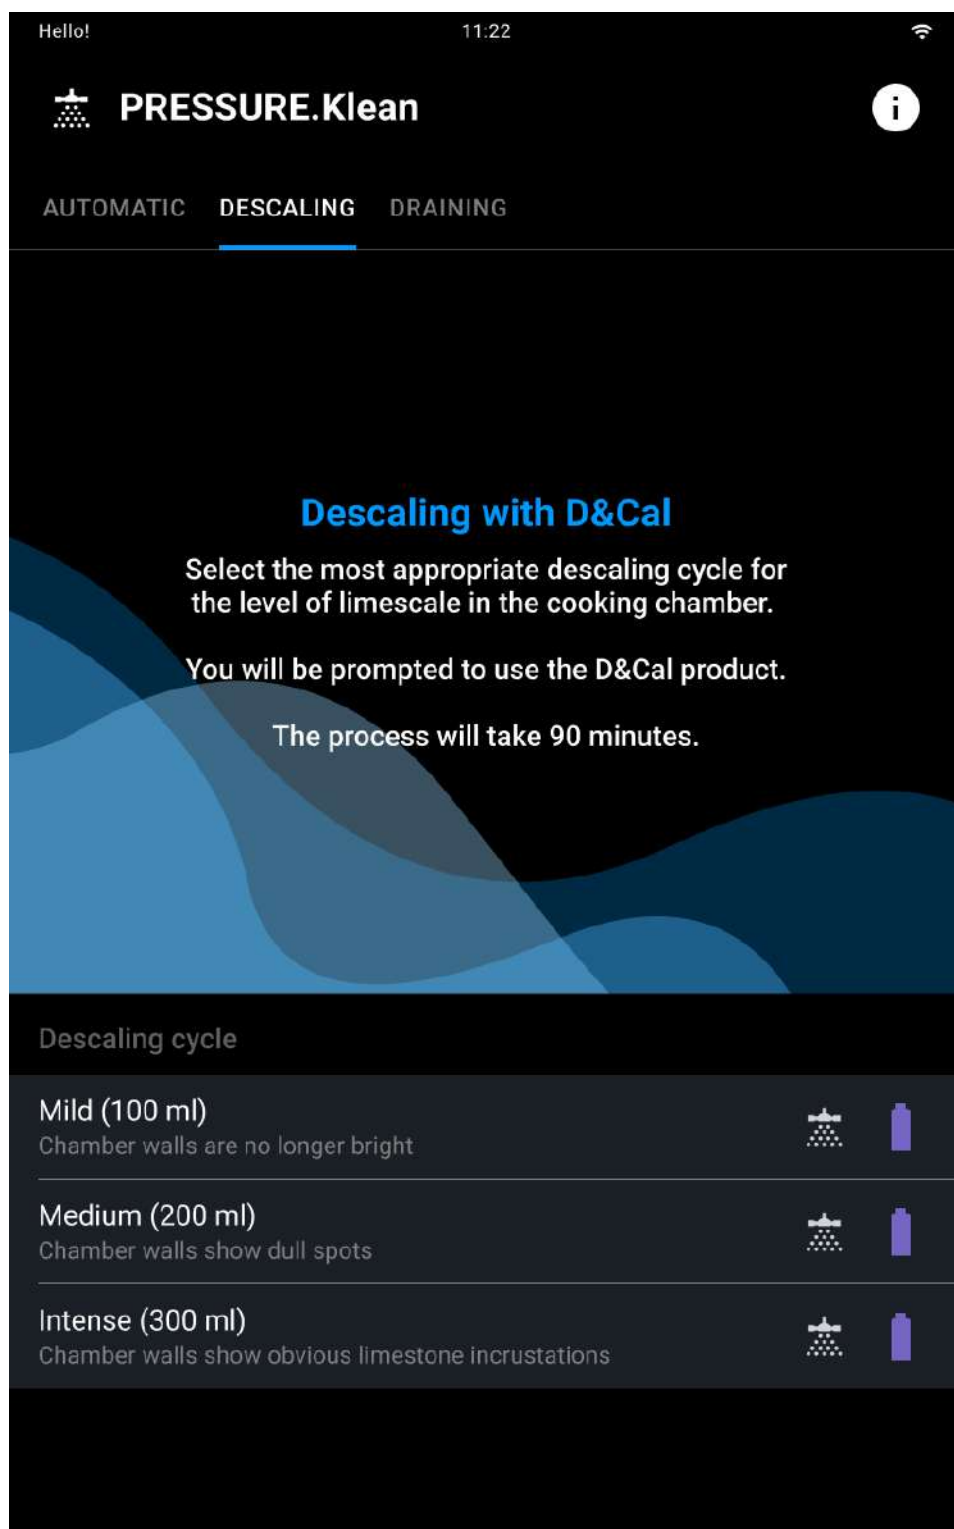 Hello!
11:22
PRESSURE.Klean
i
AUTOMATIC DESCALING DRAINING
Descaling with D&Cal
Select the most appropriate descaling cycle for
the level of limescale in the cooking chamber.
You will be prompted to use the D&Cal product.
The process will take 90 minutes.
Descaling cycle
Mild (100 ml)
Chamber walls are no longer bright
Medium (200 ml)
Chamber walls show dull spots
Intense (300 ml)
Chamber walls show obvious limestone incrustations